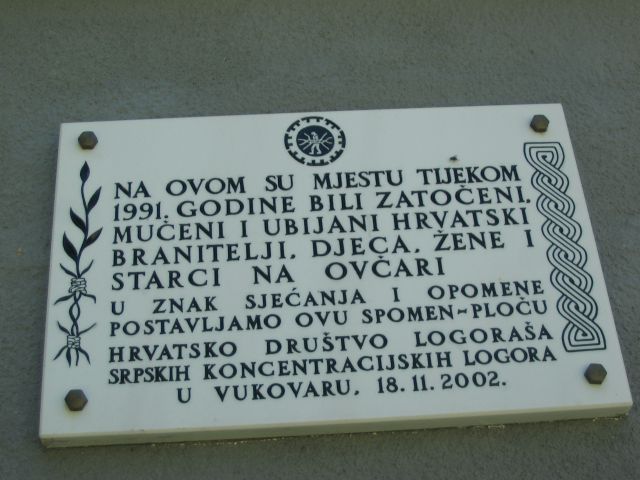 NA OVOM SU MJESTU TIJEKOM
1991. GODINE BILI ZATOČENI,
MUČENI I UBIJANI HRVATSKI
BRANITELJI, DJECA, ŽENE I
STARCI NA OVČARI
U ZNAK SJEĆANJA I OPOMENE
POSTAVLJAMO OVU SPOMEN-PLOČU
HRVATSKO DRUŠTVO LOGORAŠA
SRPSKIH KONCENTRACIJSKIH LOGORA
U VUKOVARU, 18.11.2002.